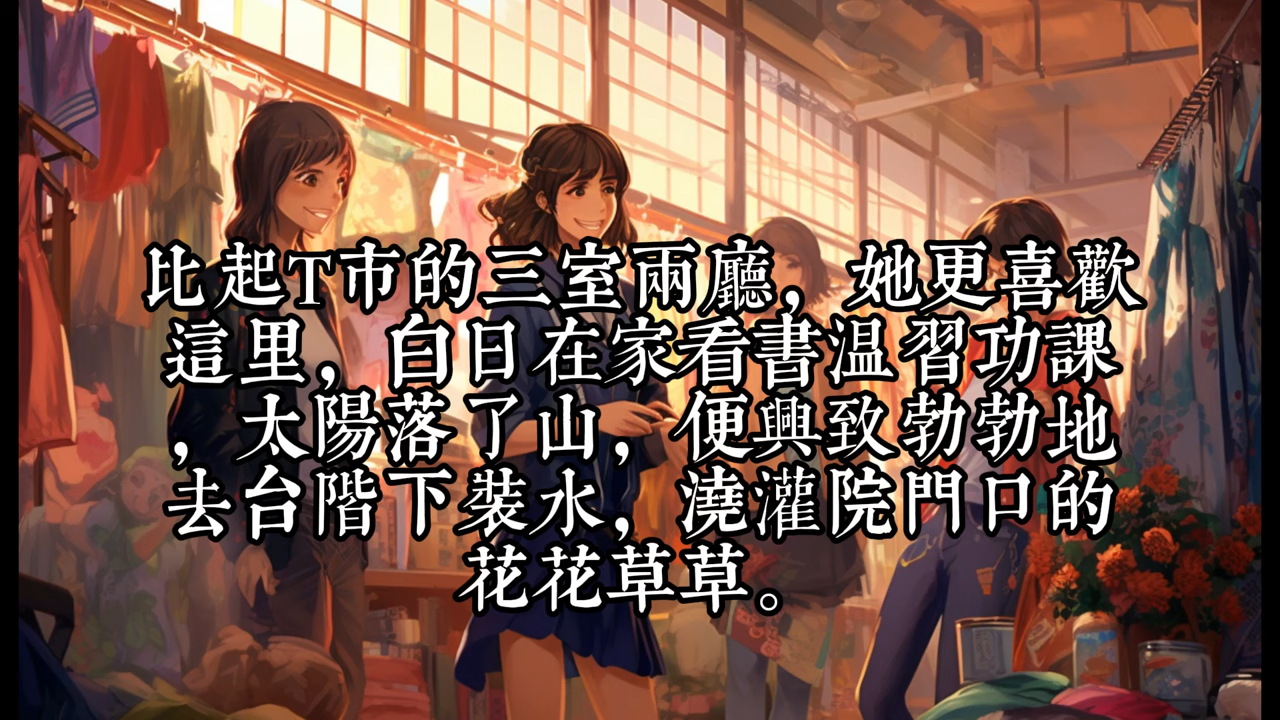 比起T市的三室兩廳，她更喜歡
這里，白日在家看書温習功課
，太陽落了山，便興致勃勃地
去台階下裝水，澆灌院門口的
花花草草。